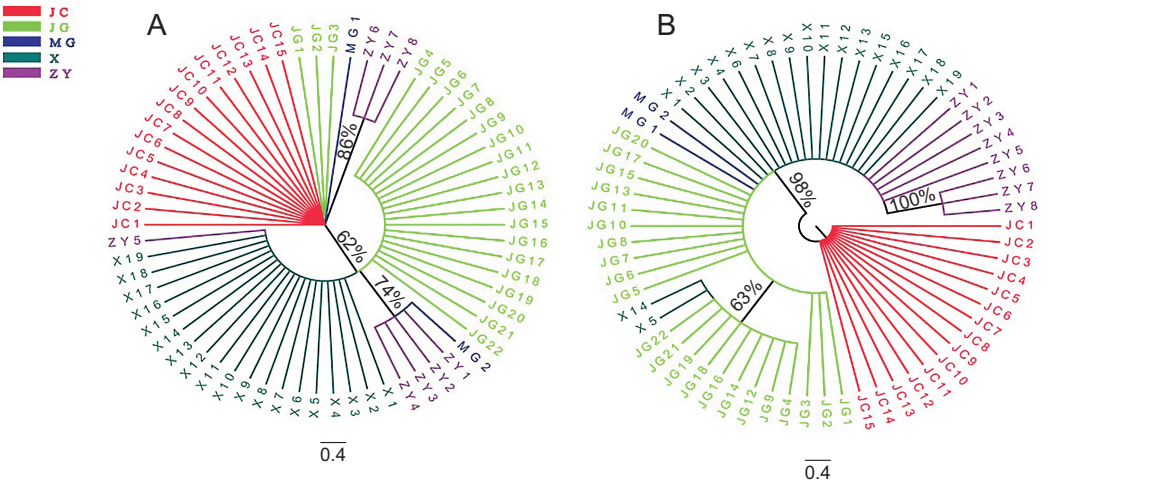 JC
JG
MG
X
ZY
A
JC1
JC2
JC3
JC4
JC5
JC6
JC7
JC8
JC9
JC10
JC11
JC12
JC13
JC14
JC15
JG1
JG2
JG3
MG1
ZY6
ZY7
ZY8
JG4
JG5
JG6
JG7
JG8
JG9
JG10
JG11
JG12
JG13
JG14
JG15
JG16
JG17
JG18
JG19
JG20
JG21
JG22
MG2
ZY1
ZY2
ZY3
ZY4
X1
X2
X3
X4
X5
X6
X7
X8
X9
X10
X11
X12
X13
X14
X15
X16
X17
X18
X19
ZY5
86%
62%
74%
0.4
B
MG1
MG2
X1
X2
X3
X4
X6
X7
X8
X9
X10
X11
X12
X13
X15
X16
X17
X18
X19
ZY1
ZY2
ZY3
ZY4
ZY5
ZY6
ZY7
ZY8
JC1
JC2
JC3
JC4
JC5
JC6
JC7
JC8
JC9
JC10
JC11
JC12
JC13
JC14
JC15
JG1
JG2
JG3
JG4
JG9
JG12
JG14
JG16
JG18
JG19
JG21
JG22
X5
X14
JG5
JG6
JG7
JG8
JG10
JG11
JG13
JG15
JG17
JG20
98%
100%
63%
0.4